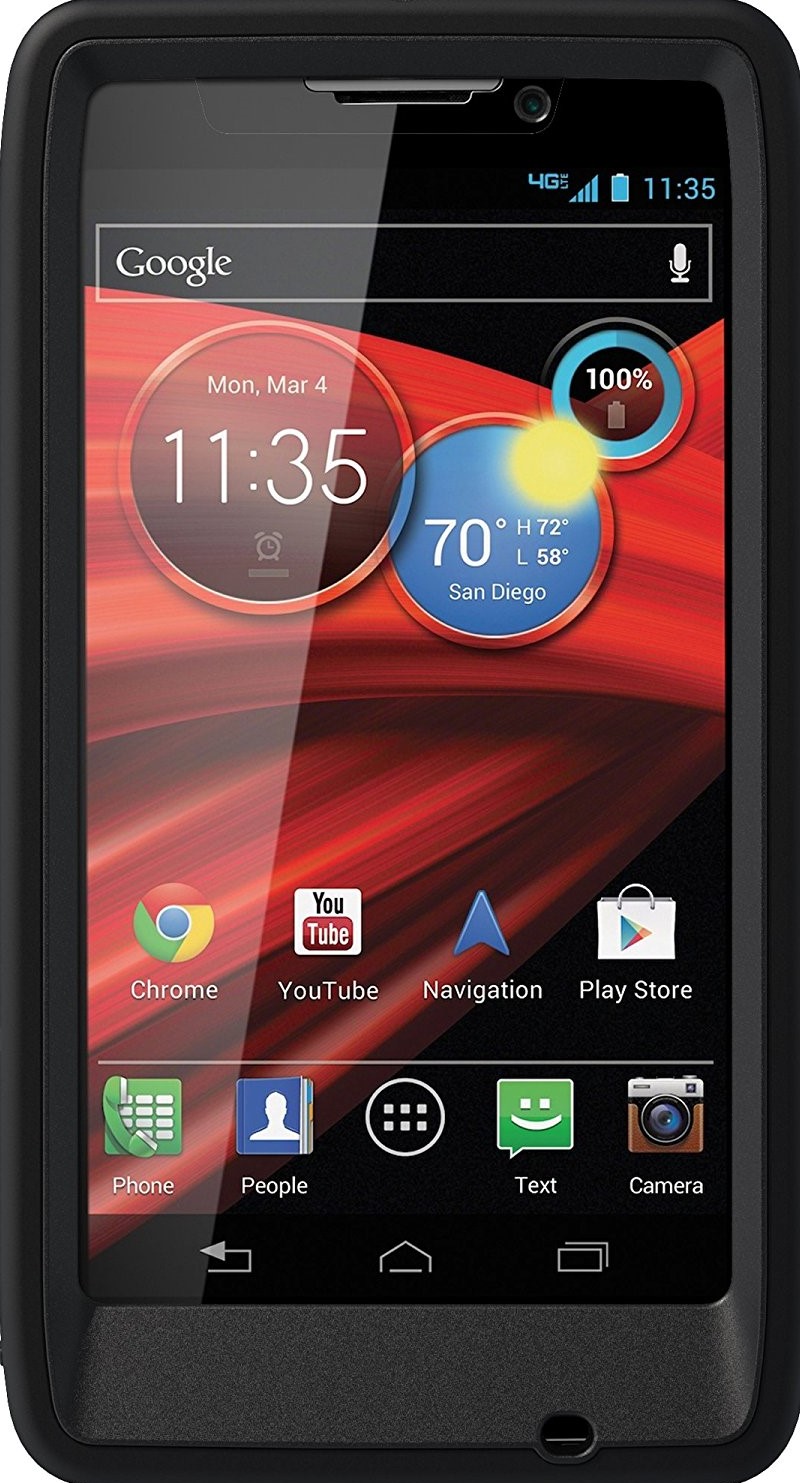 4G LTE 11:35
Google
Mon, Mar 4
11:35
100%
70° H 72°
L 58°
San Diego
You
Tube
Chrome YouTube Navigation Play Store
Phone People Text Camera